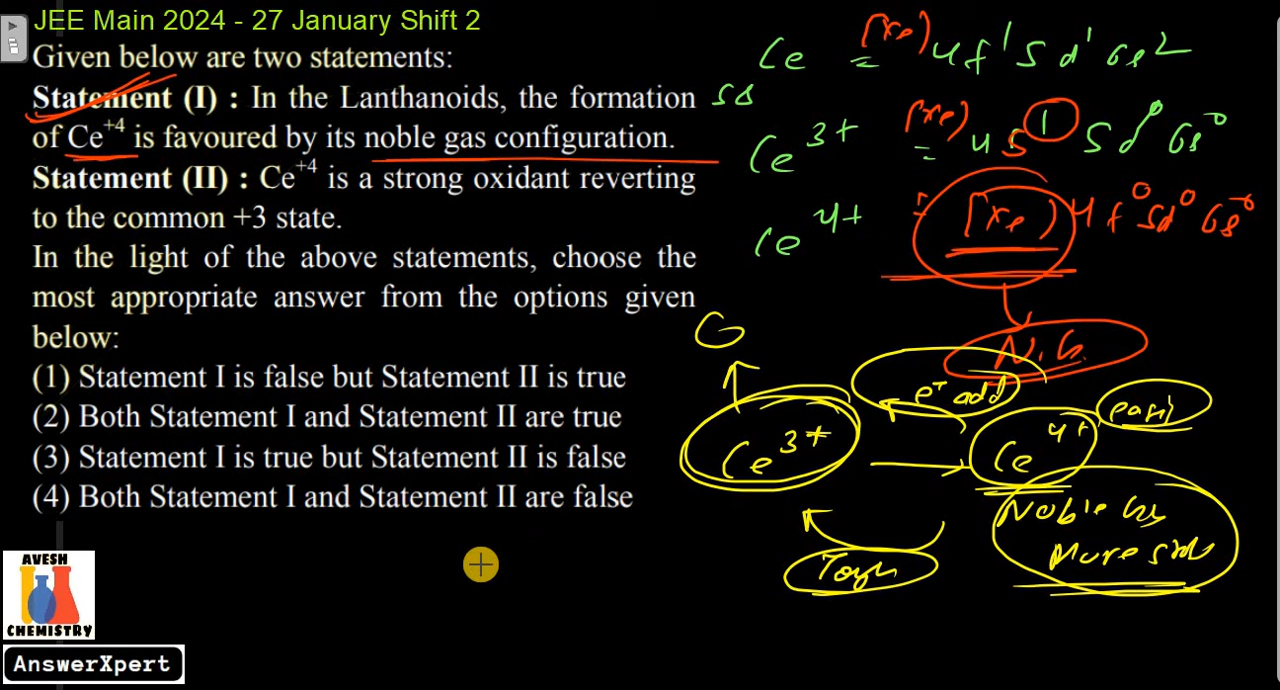 JEE Main 2024 - 27 January Shift 2
Given below are two statements:
Statement (I) : In the Lanthanoids, the formation
of Ce⁺⁴ is favoured by its noble gas configuration.
Statement (II) : Ce⁺⁴ is a strong oxidant reverting
to the common +3 state.
In the light of the above statements, choose the
most appropriate answer from the options given
below:
(1) Statement I is false but Statement II is true
(2) Both Statement I and Statement II are true
(3) Statement I is true but Statement II is false
(4) Both Statement I and Statement II are false
Ce = [Xe] 4f¹ 5d¹ 6s²
58
Ce³⁺ = [Xe] 4f¹ 5d⁰ 6s⁰
Ce⁴⁺ = [Xe] 4f⁰ 5d⁰ 6s⁰
N.G.
e⁻ add
Ce³⁺
Ce⁴⁺
Noble Gas
More
AVESH
CHEMISTRY
AnswerXpert